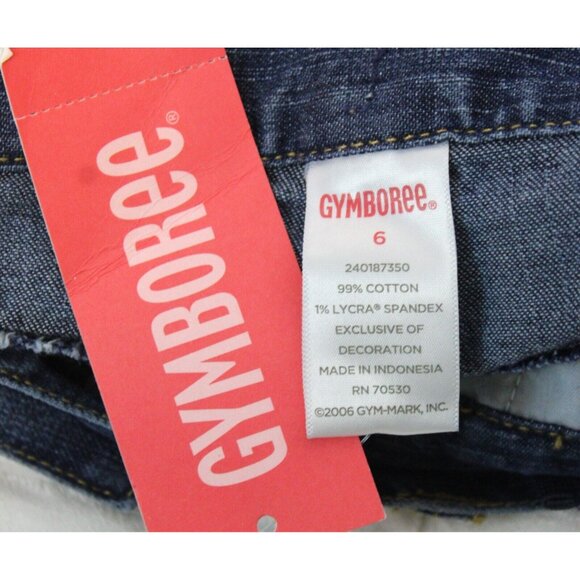 GYMBOREE®
GYMBOREE®
6
240187350
99% COTTON
1% LYCRA® SPANDEX
EXCLUSIVE OF
DECORATION
MADE IN INDONESIA
RN 70530
©2006 GYM-MARK, INC.